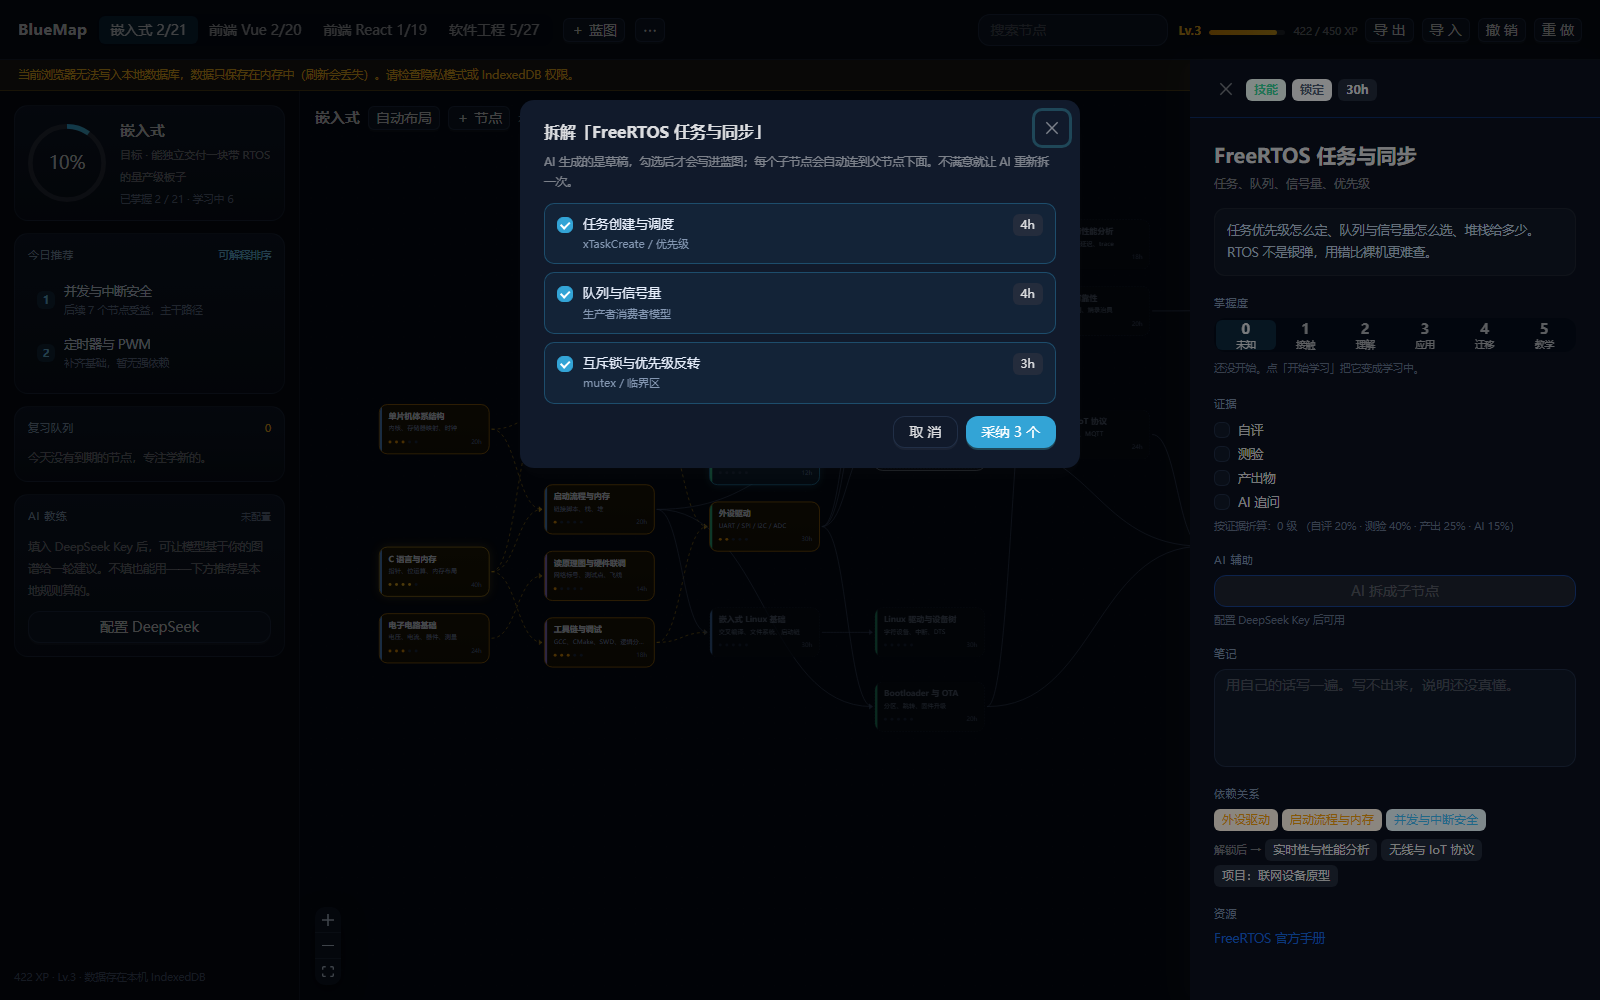 BlueMap
嵌入式 2/21
前端 Vue 2/20
前端 React 1/19
软件工程 5/27
+ 蓝图
...
搜索节点
Lv.3
422 / 450 XP
导 出
导 入
撤 销
重 做
当前浏览器无法写入本地数据库，数据只保存在内存中（刷新会丢失）。请检查隐私模式或 IndexedDB 权限。
10%
嵌入式
目标 · 能独立交付一块带 RTOS
的量产级板子
已掌握 2 / 21 · 学习中 6
今日推荐
可解释排序
1
并发与中断安全
后续 7 个节点受益，主干路径
2
定时器与 PWM
补齐基础，暂无强依赖
复习队列
0
今天没有到期的节点，专注学新的。
AI 教练
未配置
填入 DeepSeek Key 后，可让模型基于你的图
谱给一轮建议。不填也能用——下方推荐是本
地规则算的。
配置 DeepSeek
422 XP · Lv.3 · 数据存在本机 IndexedDB
嵌入式
自动布局
+ 节点
拆解「FreeRTOS 任务与同步」
AI 生成的是草稿，勾选后才会写进蓝图；每个子节点会自动连到父节点下面。不满意就让 AI 重新拆
一次。
任务创建与调度
4h
xTaskCreate / 优先级
队列与信号量
4h
生产者消费者模型
互斥锁与优先级反转
3h
mutex / 临界区
取 消
采纳 3 个
单片机体系结构
C 语言与内存
电子电路基础
启动流程与内存
读原理图与硬件联调
工具链与调试
外设驱动
UART / SPI / I2C / ADC
嵌入式 Linux 基础
Linux 驱动与设备树
Bootloader 与 OTA
技能
锁定
30h
FreeRTOS 任务与同步
任务、队列、信号量、优先级
任务优先级怎么定、队列与信号量怎么选、堆栈给多少。
RTOS 不是银弹，用错比裸机更难查。
掌握度
0
未知
1
接触
2
理解
3
应用
4
迁移
5
教学
还没开始。点「开始学习」把它变成学习中。
证据
自评
测验
产出物
AI 追问
按证据折算：0 级 （自评 20% · 测验 40% · 产出 25% · AI 15%）
AI 辅助
AI 拆成子节点
配置 DeepSeek Key 后可用
笔记
用自己的话写一遍。写不出来，说明还没真懂。
依赖关系
外设驱动
启动流程与内存
并发与中断安全
解锁后 →
实时性与性能分析
无线与 IoT 协议
项目：联网设备原型
资源
FreeRTOS 官方手册